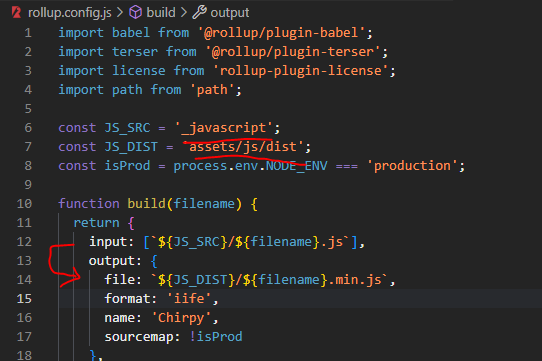 rollup.config.js > build > output
1 import babel from '@rollup/plugin-babel';
2 import terser from '@rollup/plugin-terser';
3 import license from 'rollup-plugin-license';
4 import path from 'path';
5
6 const JS_SRC = '_javascript';
7 const JS_DIST = 'assets/js/dist';
8 const isProd = process.env.NODE_ENV === 'production';
9
10 function build(filename) {
11 return {
12 input: [`${JS_SRC}/${filename}.js`],
13 output: {
14 file: `${JS_DIST}/${filename}.min.js`,
15 format: 'iife',
16 name: 'Chirpy',
17 sourcemap: !isProd
18 },